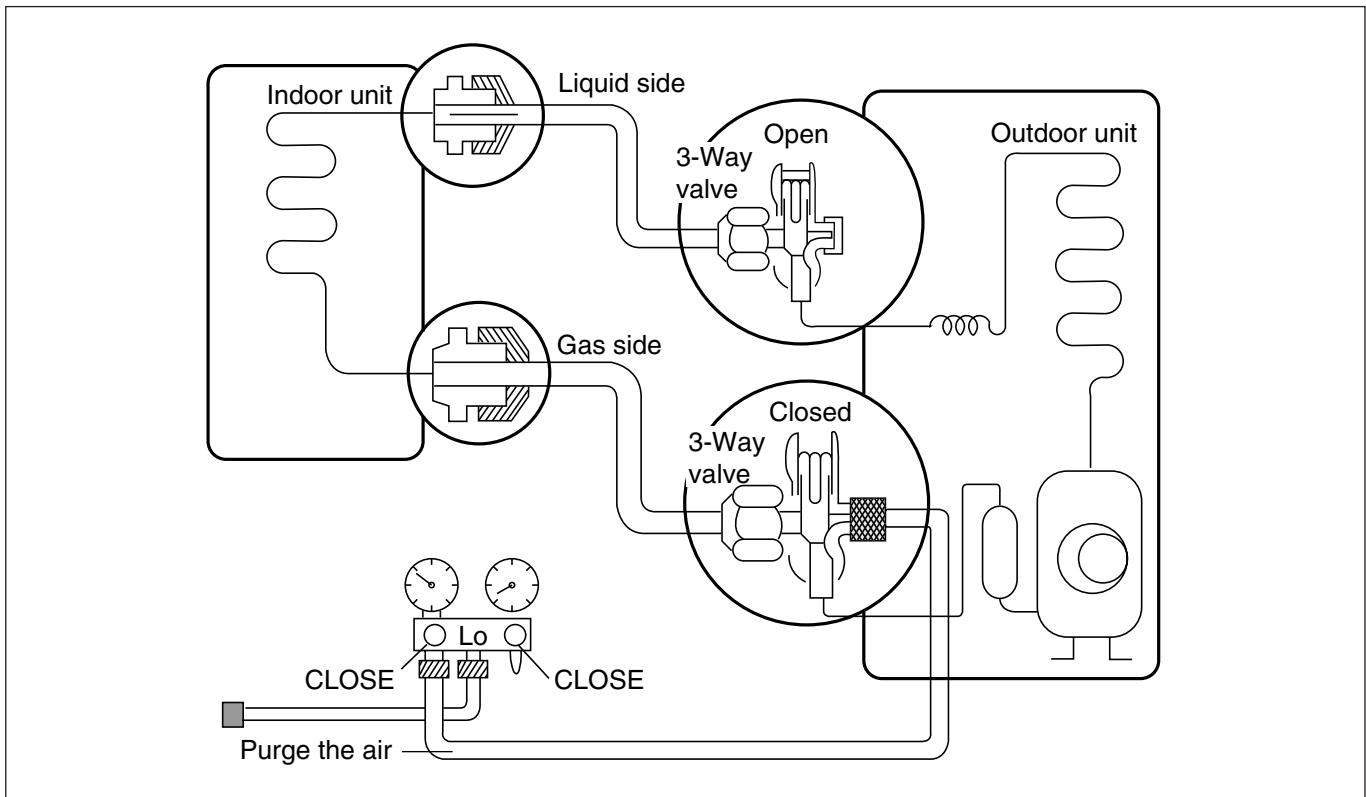 Indoor unit
Liquid side
Open
3-Way
valve
Outdoor unit
Gas side
Closed
3-Way
valve
Lo
CLOSE
CLOSE
Purge the air